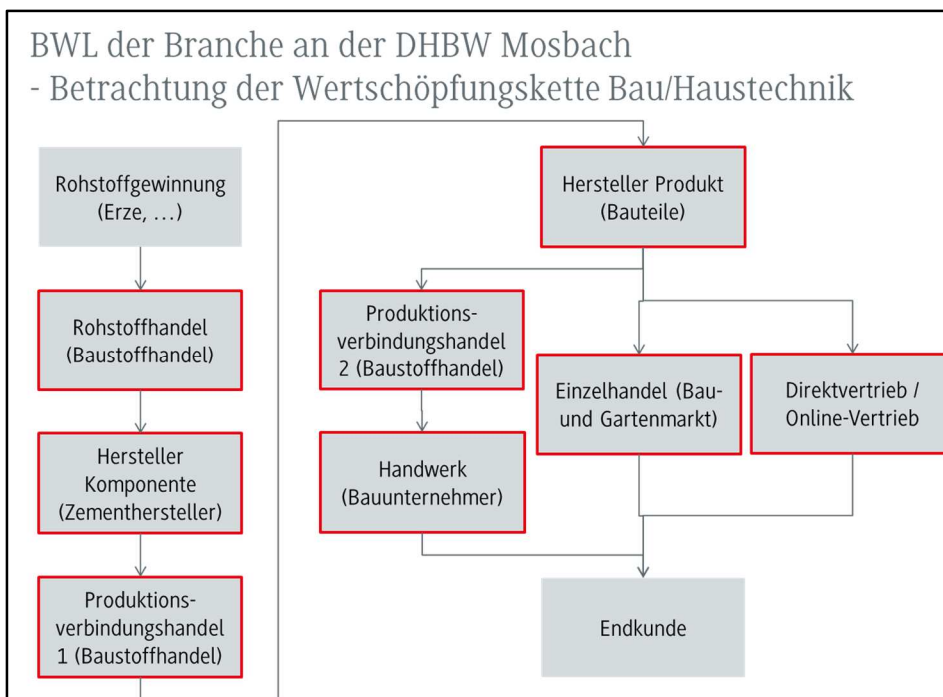 BWL der Branche an der DHBW Mosbach
- Betrachtung der Wertschöpfungskette Bau/Haustechnik
Rohstoffgewinnung
(Erze, …)
Rohstoffhandel
(Baustoffhandel)
Hersteller
Komponente
(Zementhersteller)
Produktions-
verbindungshandel
1 (Baustoffhandel)
Hersteller Produkt
(Bauteile)
Produktions-
verbindungshandel
2 (Baustoffhandel)
Handwerk
(Bauunternehmer)
Einzelhandel (Bau-
und Gartenmarkt)
Direktvertrieb /
Online-Vertrieb
Endkunde